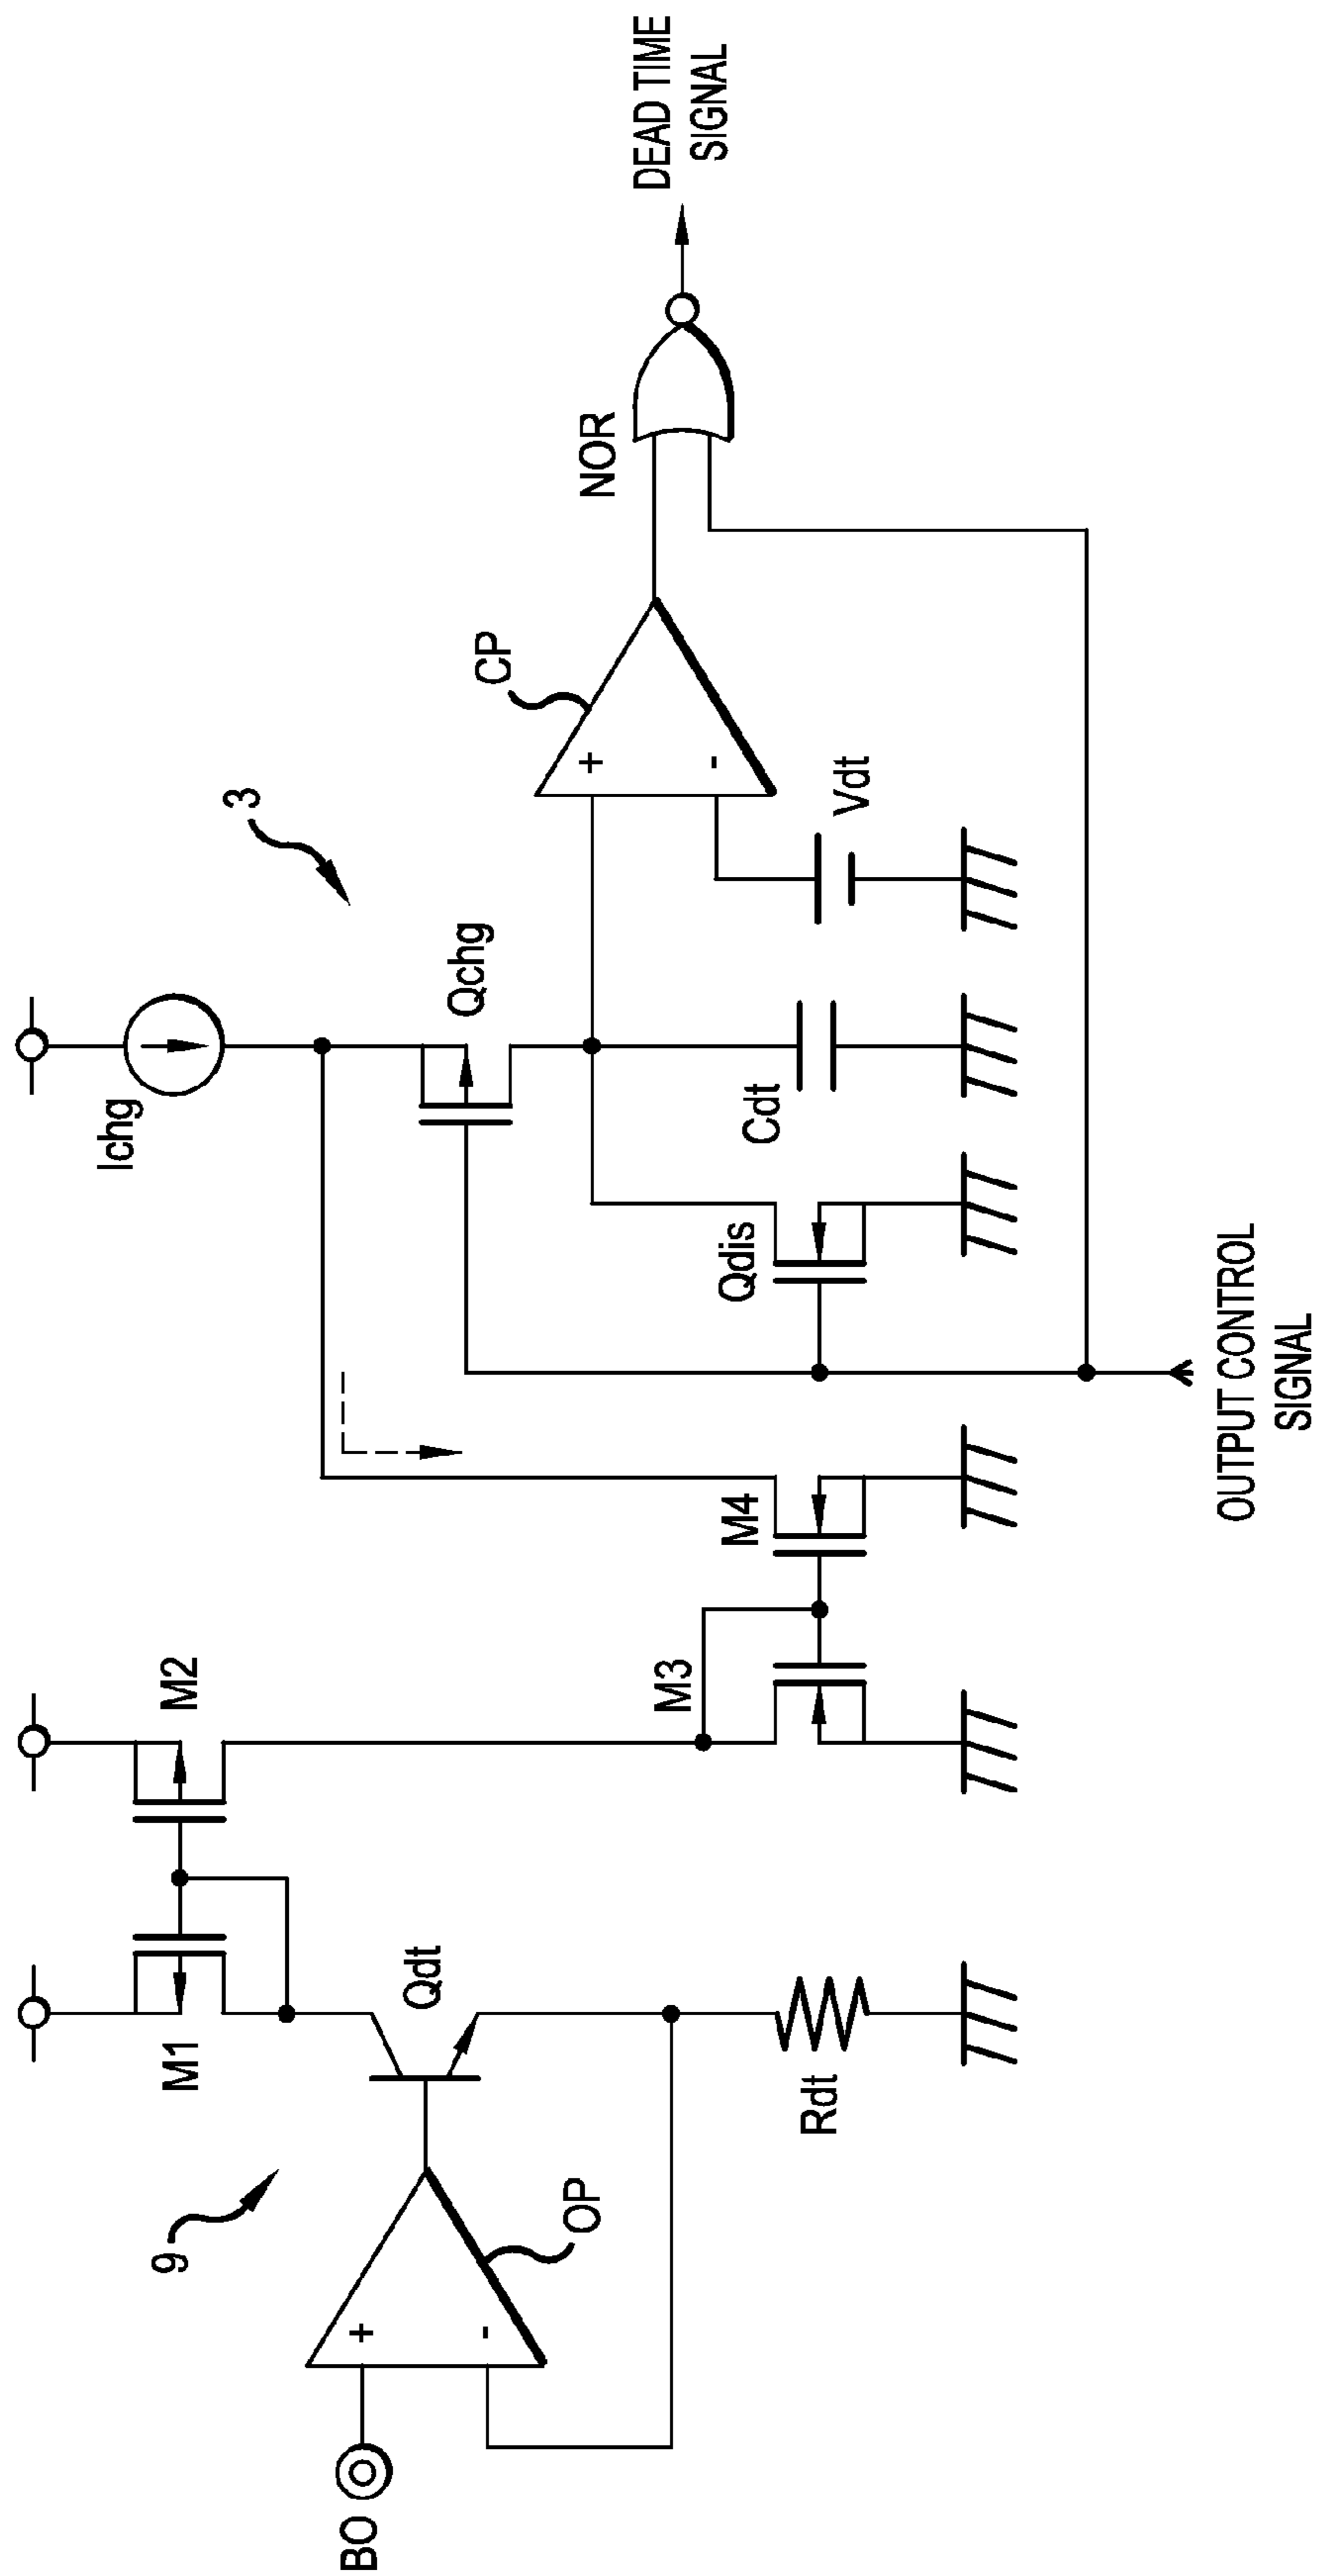 BO
9
+
-
OP
M1
M2
Qdt
Rdt
M3
M4
Ichg
3
Qchg
Qdis
Cdt
CP
+
-
Vdt
NOR
OUTPUT CONTROL
SIGNAL
DEAD TIME
SIGNAL